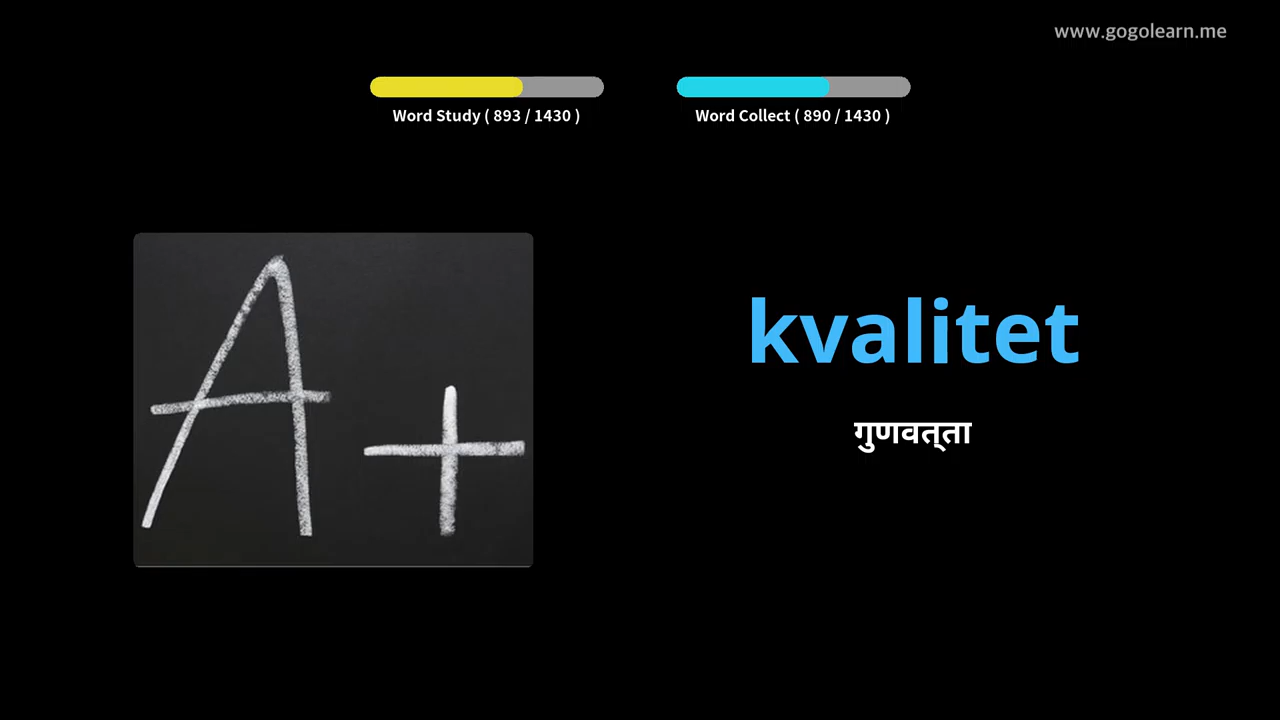 www.gogolearn.me
Word Study ( 893 / 1430 )
Word Collect ( 890 / 1430 )
A+
kvalitet
गुणवत्ता